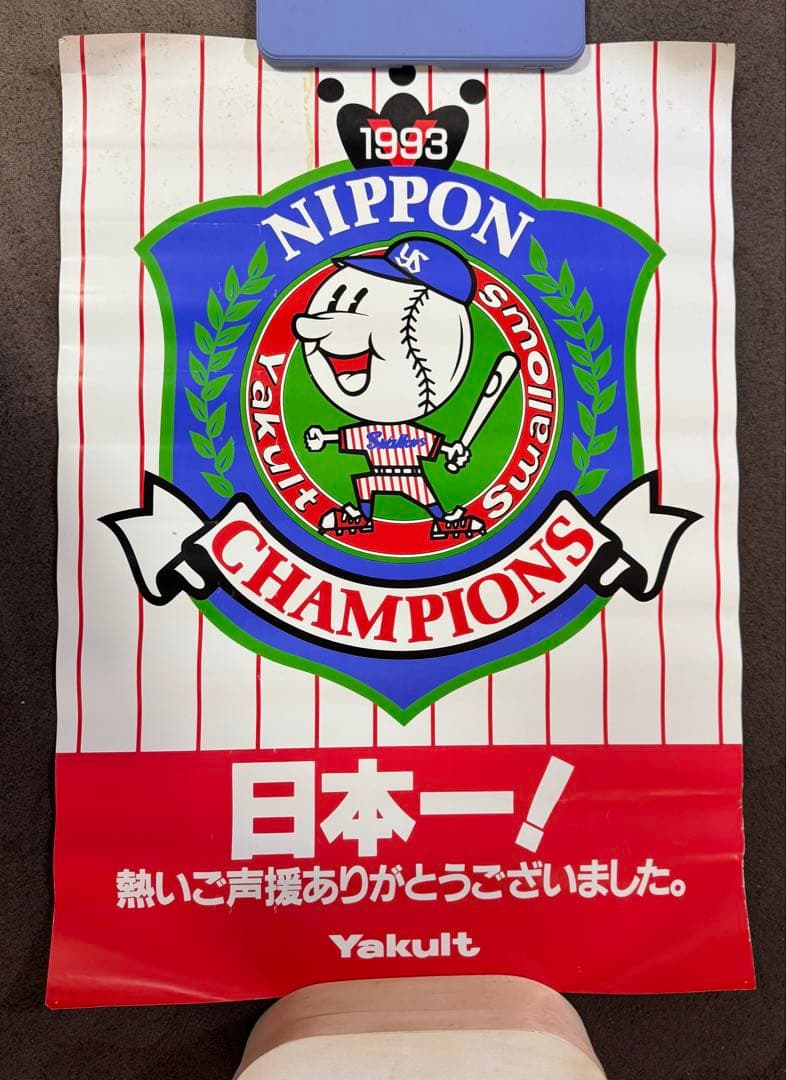 1993
NIPPON
YS
Yakult
Swallows
Swallows
CHAMPIONS
日本一!
熱いご声援ありがとうございました。
Yakult